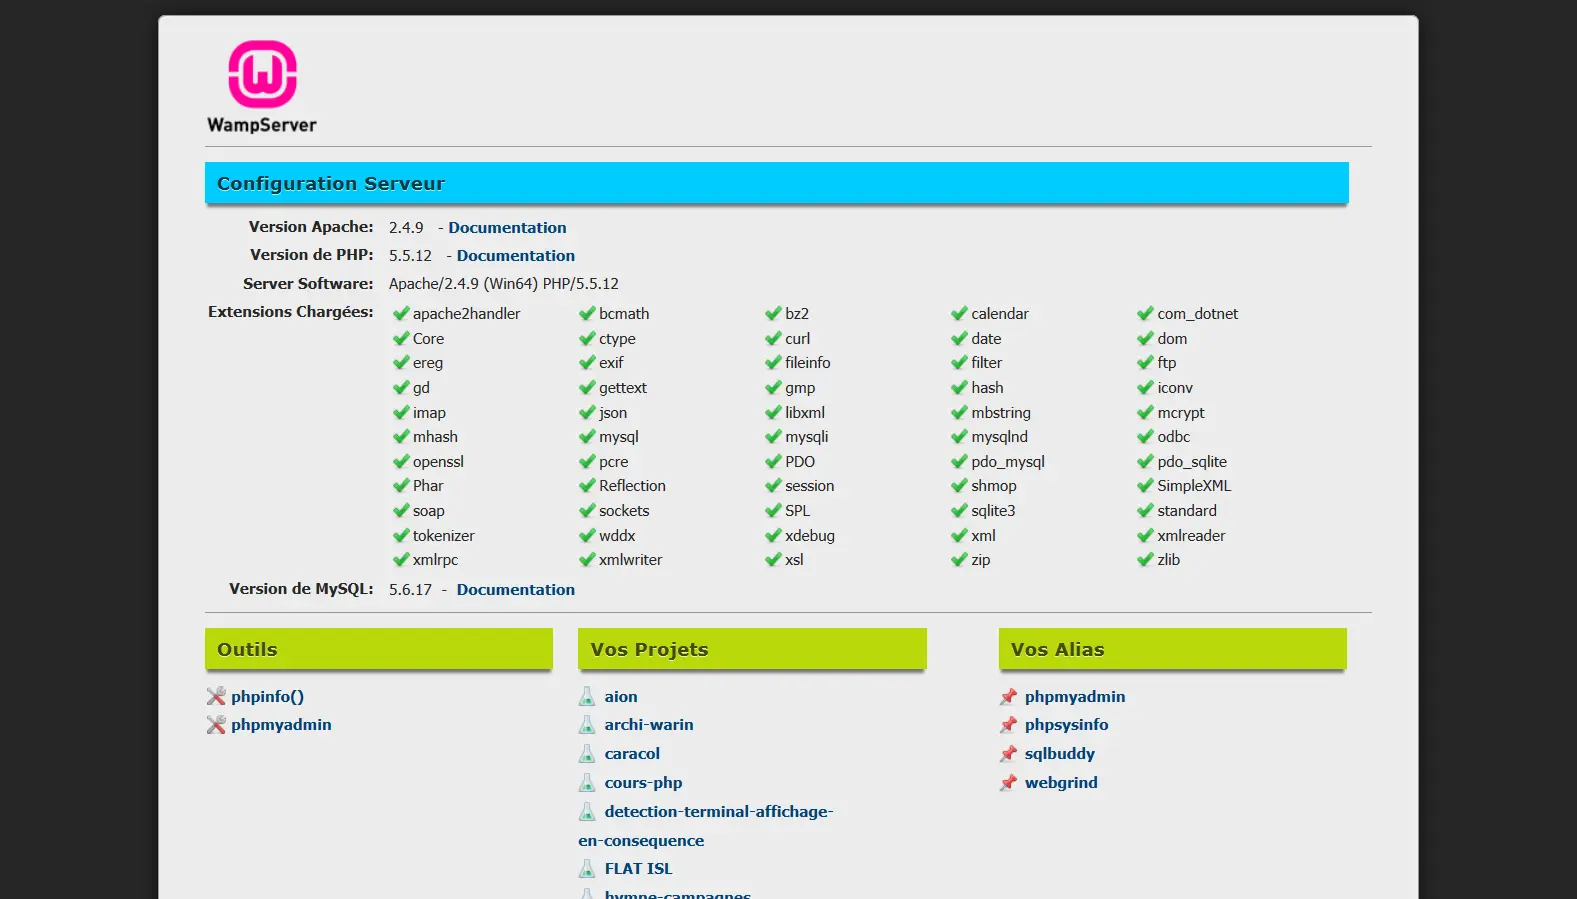 WampServer
Configuration Serveur
Version Apache: 2.4.9 - Documentation
Version de PHP: 5.5.12 - Documentation
Server Software: Apache/2.4.9 (Win64) PHP/5.5.12
Extensions Chargées: apache2handler bcmath bz2 calendar com_dotnet
Core ctype curl date dom
ereg exif fileinfo filter ftp
gd gettext gmp hash iconv
imap json libxml mbstring mcrypt
mhash mysql mysqli mysqlnd odbc
openssl pcre PDO pdo_mysql pdo_sqlite
Phar Reflection session shmop SimpleXML
soap sockets SPL sqlite3 standard
tokenizer wddx xdebug xml xmlreader
xmlrpc xmlwriter xsl zip zlib
Version de MySQL: 5.6.17 - Documentation
Outils
phpinfo()
phpmyadmin
Vos Projets
aion
archi-warin
caracol
cours-php
detection-terminal-affichage-
en-consequence
FLAT ISL
hymne-campagnes
Vos Alias
phpmyadmin
phpsysinfo
sqlbuddy
webgrind